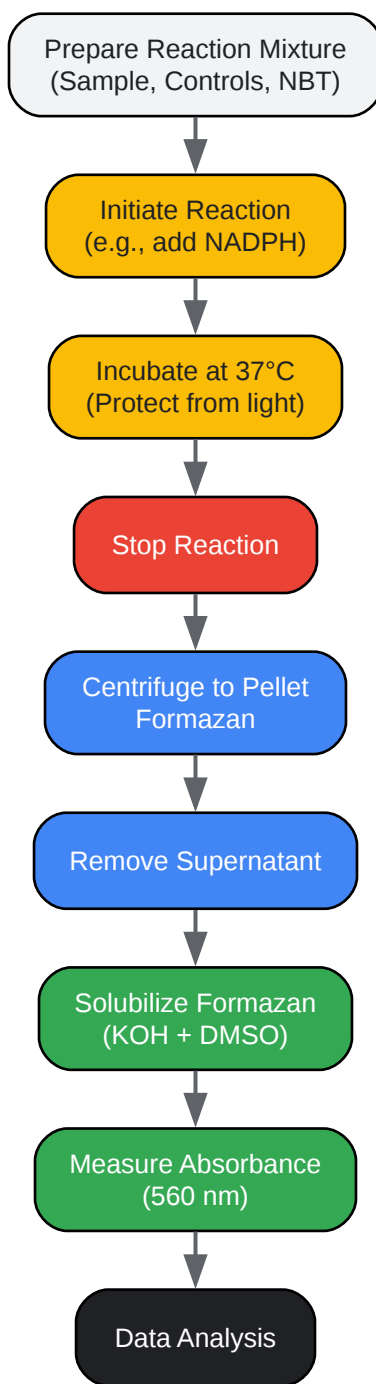 Prepare Reaction Mixture
(Sample, Controls, NBT)
Initiate Reaction
(e.g., add NADPH)
Incubate at 37°C
(Protect from light)
Stop Reaction
Centrifuge to Pellet
Formazan
Remove Supernatant
Solubilize Formazan
(KOH + DMSO)
Measure Absorbance
(560 nm)
Data Analysis